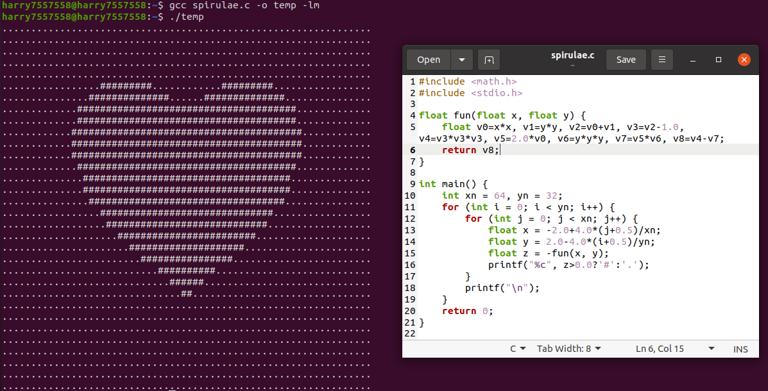 harry7557558@harry7557558:~$ gcc spirulae.c -o temp -lm
harry7557558@harry7557558:~$ ./temp
................................................................
................................................................
................................................................
................................................................
................................................................
.................#########............#########.................
...............##############......##############...............
.............######################################.............
.............######################################.............
............########################################............
............########################################............
............########################################............
.............######################################.............
..............####################################..............
..............####################################..............
...............##################################...............
.................##############################.................
..................############################..................
....................########################....................
......................####################......................
........................################........................
...........................##########...........................
.............................######.............................
...............................##...............................
................................................................
................................................................
................................................................
................................................................
................................................................
................................................................
................................................................
................................................................
Open
spirulae.c
~
Save
1 #include <math.h>
2 #include <stdio.h>
3
4 float fun(float x, float y) {
5     float v0=x*x, v1=y*y, v2=v0+v1, v3=v2-1.0,
v4=v3*v3*v3, v5=2.0*v0, v6=y*y*y, v7=v5*v6, v8=v4-v7;
6     return v8;
7 }
8
9 int main() {
10     int xn = 64, yn = 32;
11     for (int i = 0; i < yn; i++) {
12         for (int j = 0; j < xn; j++) {
13             float x = -2.0+4.0*(j+0.5)/xn;
14             float y = 2.0-4.0*(i+0.5)/yn;
15             float z = -fun(x, y);
16             printf("%c", z>0.0?'#':'.');
17         }
18         printf("\n");
19     }
20     return 0;
21 }
22
C Tab Width: 8 Ln 6, Col 15 INS